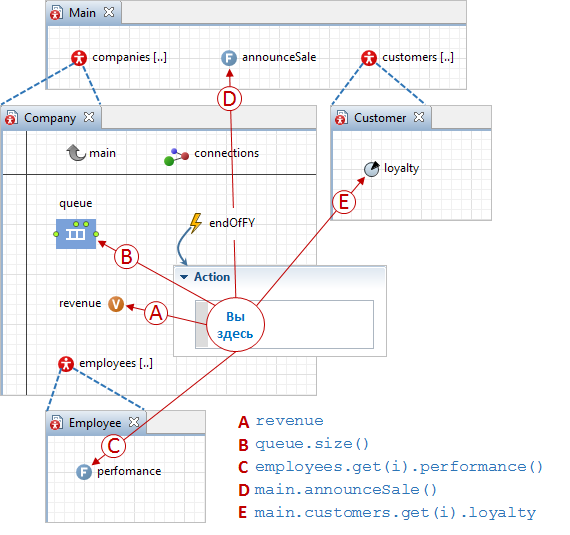 Main
companies [..]
announceSale
customers [..]
D
Company
Customer
main
connections
loyalty
queue
E
endOfFY
B
Action
revenue
V
A
Вы
здесь
employees [..]
Employee
C
perfomance
A revenue
B queue.size()
C employees.get(i).performance()
D main.announceSale()
E main.customers.get(i).loyalty
F
F